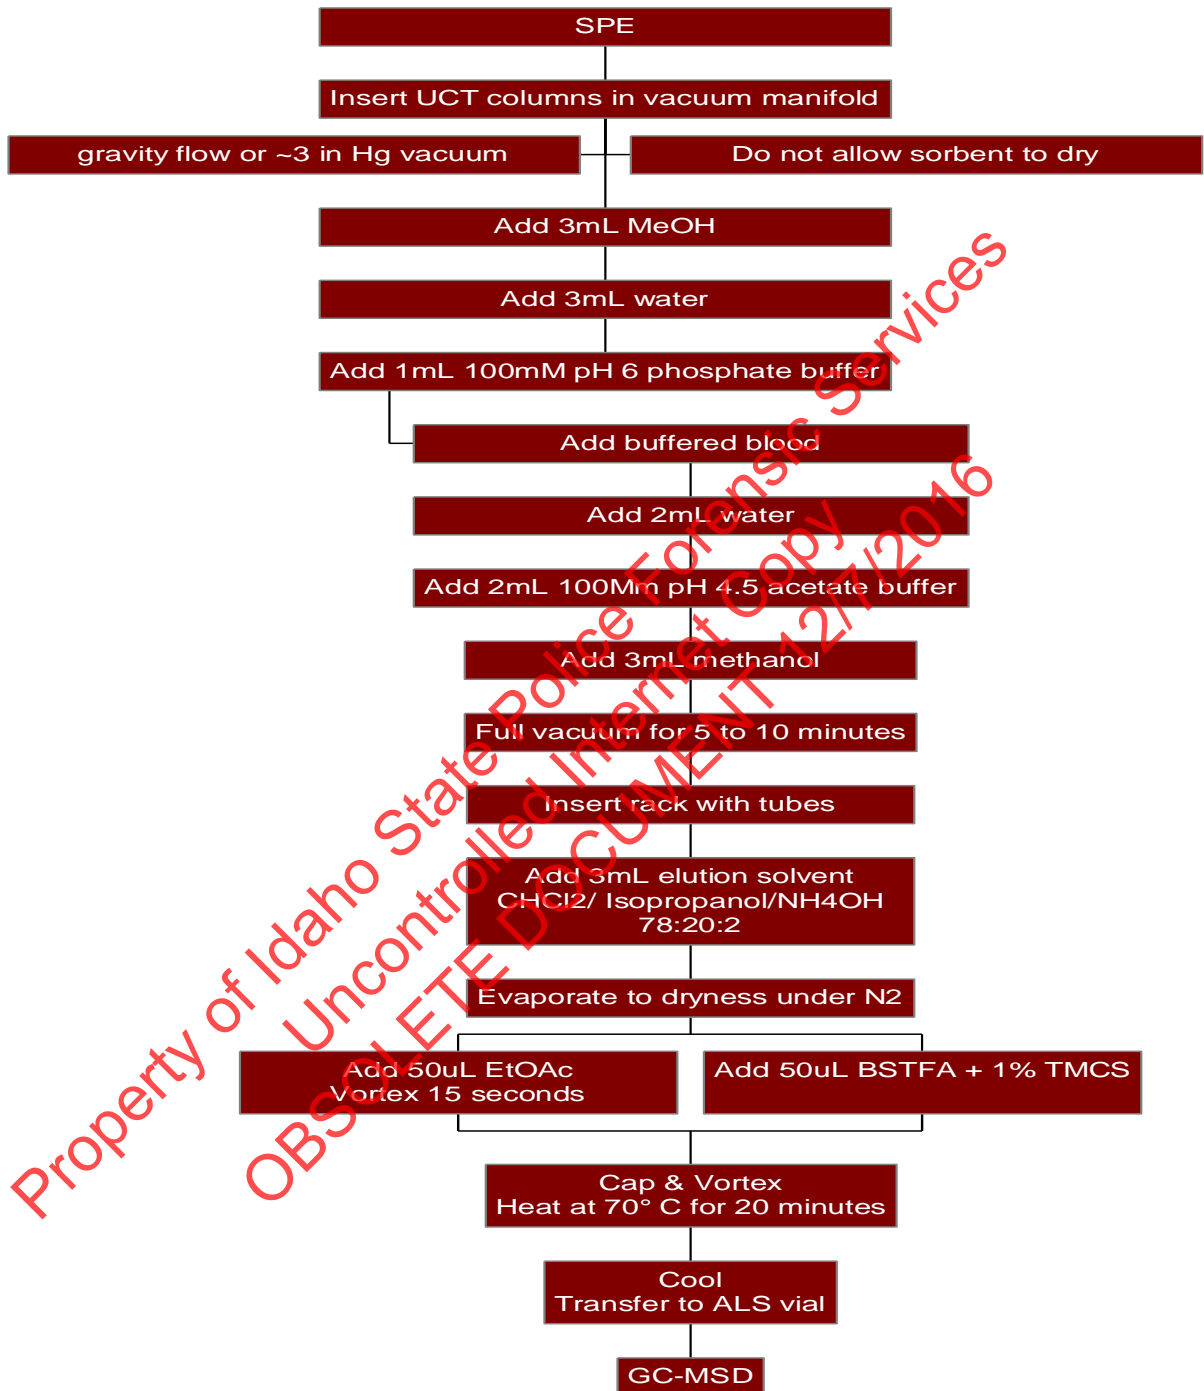 SPE
Insert UCT columns in vacuum manifold
gravity flow or ~3 in Hg vacuum
Do not allow sorbent to dry
Add 3mL MeOH
Add 3mL water
Add 1mL 100mM pH 6 phosphate buffer
Add buffered blood
Add 2mL water
Add 2mL 100Mm pH 4.5 acetate buffer
Add 3mL methanol
Full vacuum for 5 to 10 minutes
Insert rack with tubes
Add 3mL elution solvent
CHCl2/ Isopropanol/NH4OH
78:20:2
Evaporate to dryness under N2
Add 50uL EtOAc
Vortex 15 seconds
Add 50uL BSTFA + 1% TMCS
Cap & Vortex
Heat at 70° C for 20 minutes
Cool
Transfer to ALS vial
GC-MSD
Property of Idaho State Police Forensic Services
Uncontrolled Internet Copy
OBSOLETE DOCUMENT 12/7/2016